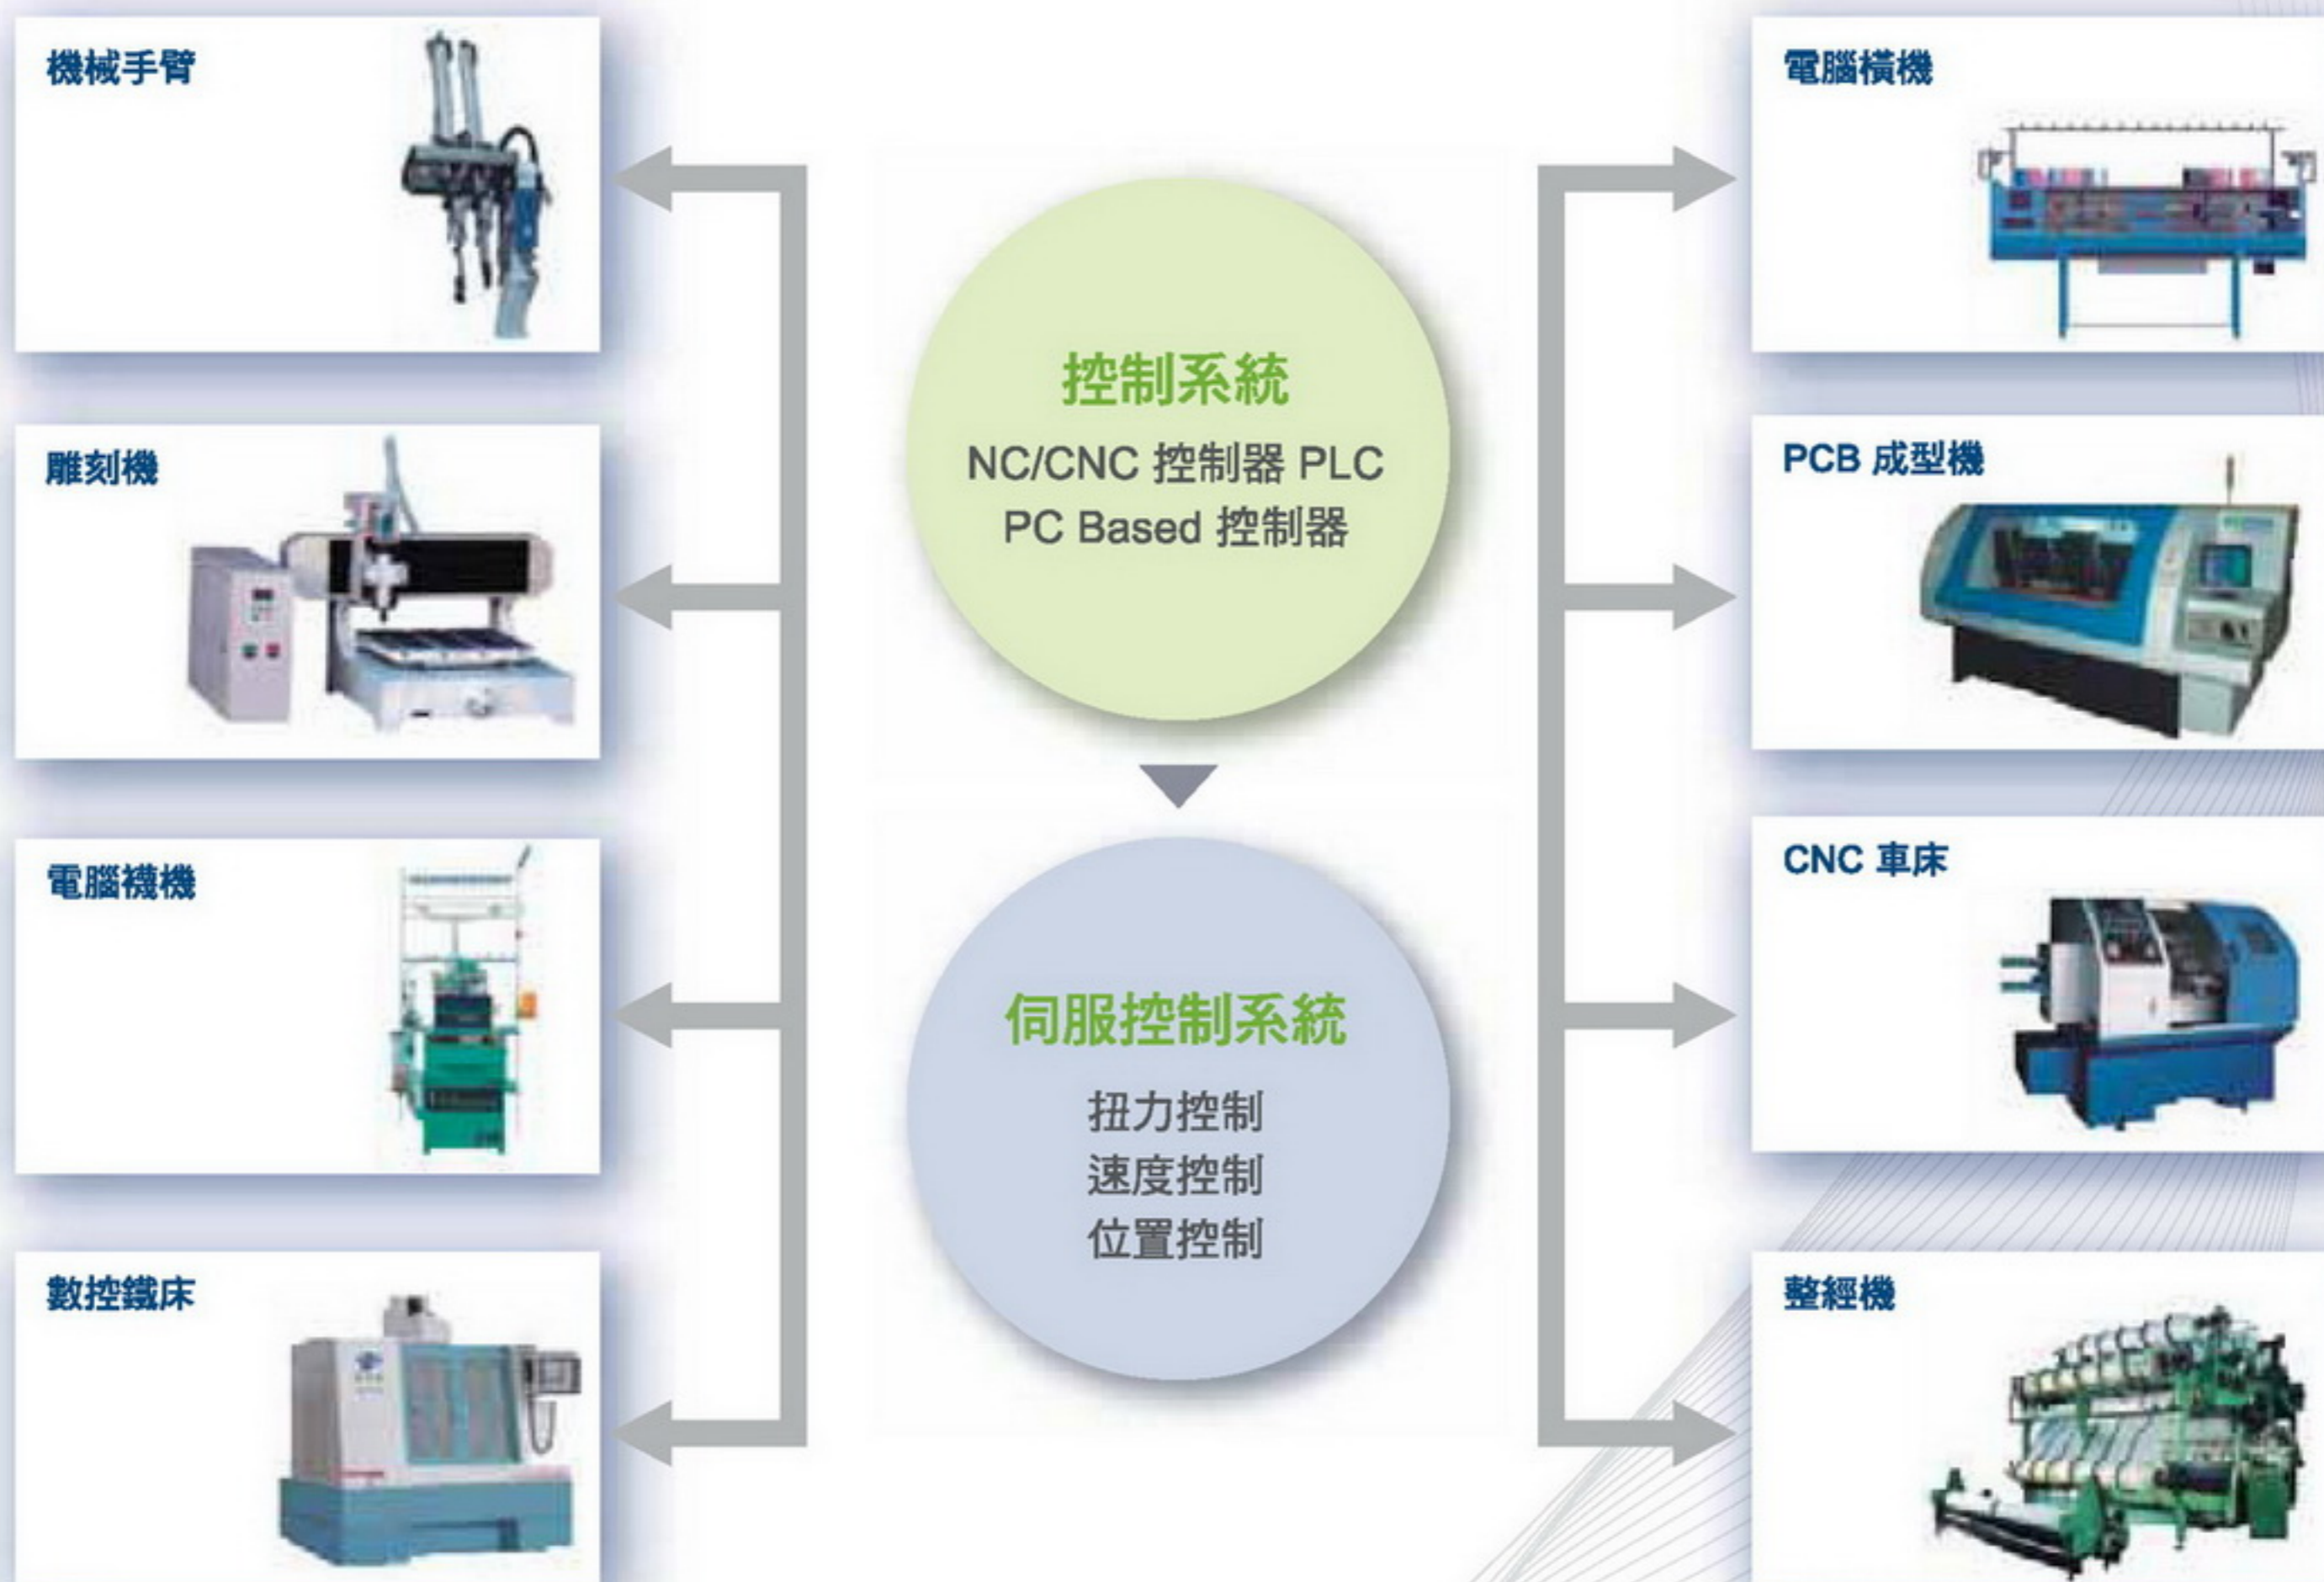 機械手臂
雕刻機
電腦襪機
數控鐵床
控制系統
NC/CNC 控制器 PLC
PC Based 控制器
伺服控制系統
扭力控制
速度控制
位置控制
電腦橫機
PCB 成型機
CNC 車床
整經機